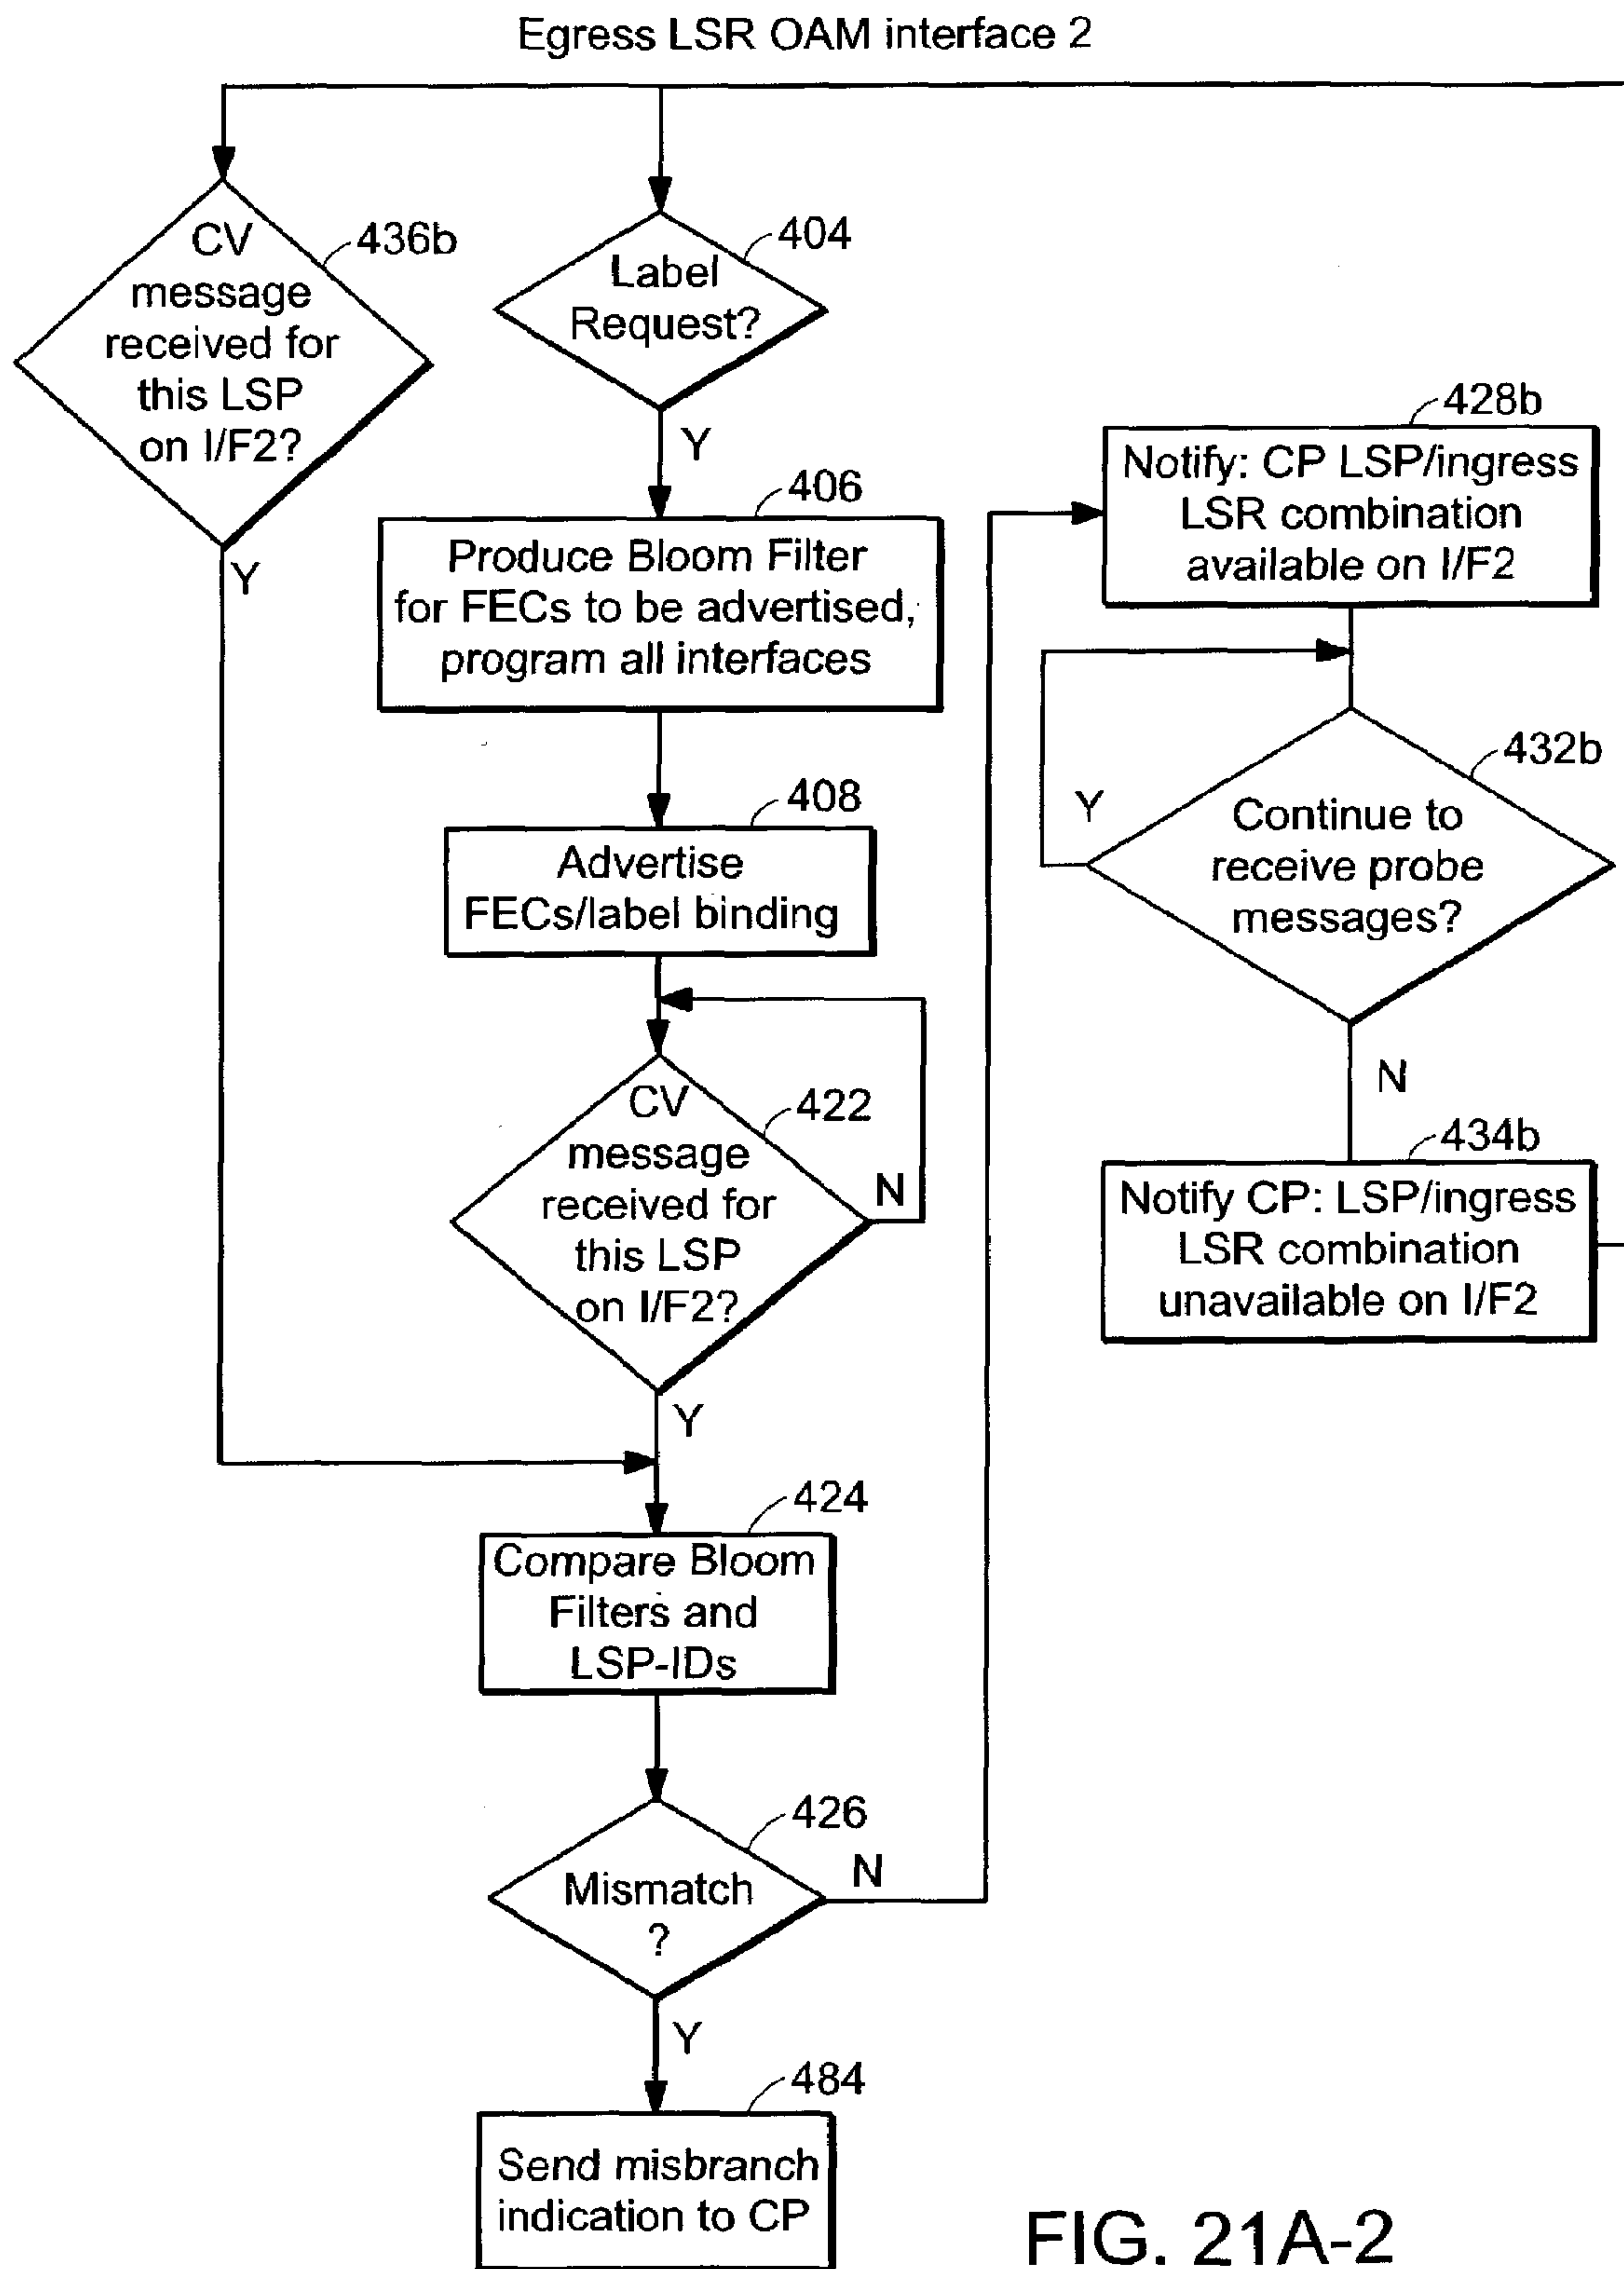 Egress LSR OAM interface 2
CV
message
received for
this LSP
on I/F2?
436b
Y
Label
Request?
404
Y
406
Produce Bloom Filter
for FECs to be advertised,
program all interfaces
408
Advertise
FECs/label binding
CV
message
received for
this LSP
on I/F2?
422
N
Y
424
Compare Bloom
Filters and
LSP-IDs
426
Mismatch
?
N
Y
484
Send misbranch
indication to CP
428b
Notify: CP LSP/ingress
LSR combination
available on I/F2
432b
Y
Continue to
receive probe
messages?
N
434b
Notify CP: LSP/ingress
LSR combination
unavailable on I/F2
FIG. 21A-2